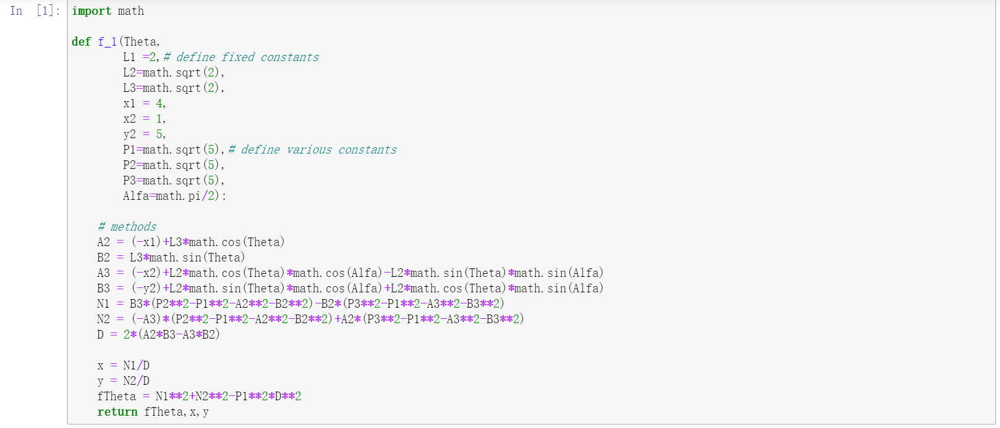 In [1]: import math
def f_1(Theta,
L1 =2,# define fixed constants
L2=math.sqrt(2),
L3=math.sqrt(2),
x1 = 4,
x2 = 1,
y2 = 5,
P1=math.sqrt(5),# define various constants
P2=math.sqrt(5),
P3=math.sqrt(5),
Alfa=math.pi/2):
# methods
A2 = (-x1)+L3*math.cos(Theta)
B2 = L3*math.sin(Theta)
A3 = (-x2)+L2*math.cos(Theta)*math.cos(Alfa)-L2*math.sin(Theta)*math.sin(Alfa)
B3 = (-y2)+L2*math.sin(Theta)*math.cos(Alfa)+L2*math.cos(Theta)*math.sin(Alfa)
N1 = B3*(P2**2-P1**2-A2**2-B2**2)-B2*(P3**2-P1**2-A3**2-B3**2)
N2 = (-A3)*(P2**2-P1**2-A2**2-B2**2)+A2*(P3**2-P1**2-A3**2-B3**2)
D = 2*(A2*B3-A3*B2)
x = N1/D
y = N2/D
fTheta = N1**2+N2**2-P1**2*D**2
return fTheta,x,y